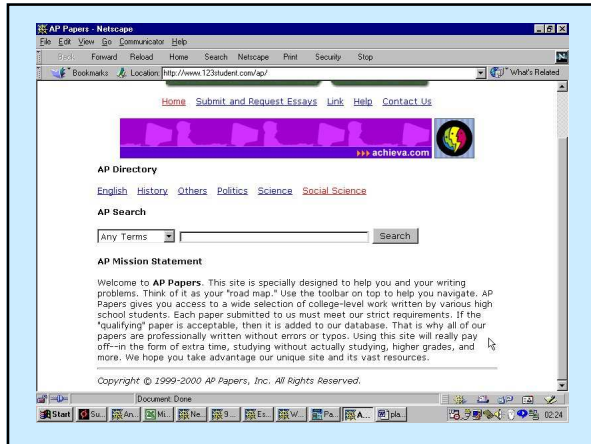 AP Papers - Netscape
File Edit View Go Communicator Help
Back Forward Reload Home Search Netscape Print Security Stop
Bookmarks Location: http://www.123student.com/ap/ What's Related
Home Submit and Request Essays Link Help Contact Us
achieva.com
AP Directory
English History Others Politics Science Social Science
AP Search
Any Terms Search
AP Mission Statement
Welcome to AP Papers. This site is specially designed to help you and your writing
problems. Think of it as your "road map." Use the toolbar on top to help you navigate. AP
Papers gives you access to a wide selection of college-level work written by various high
school students. Each paper submitted to us must meet our strict requirements. If the
"qualifying" paper is acceptable, then it is added to our database. That is why all of our
papers are professionally written without errors or typos. Using this site will really pay
off--in the form of extra time, studying without actually studying, higher grades, and
more. We hope you take advantage our unique site and its vast resources.
Copyright © 1999-2000 AP Papers, Inc. All Rights Reserved.
Document: Done
Start Su... An... Mi... Ne... 9... Es... W... Pa... A... pla... 02:24